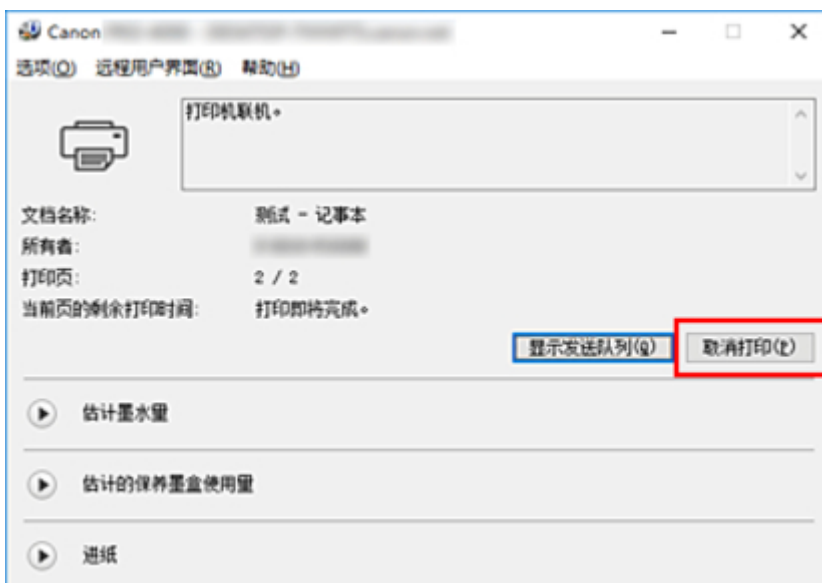 Canon
选项(O) 远程用户界面(R) 帮助(H)
打印机联机。
文档名称: 测试 - 记事本
所有者:
打印页: 2 / 2
当前页的剩余打印时间: 打印即将完成。
显示发送队列(Q) 取消打印(P)
估计墨水量
估计的保养墨盒使用量
进纸